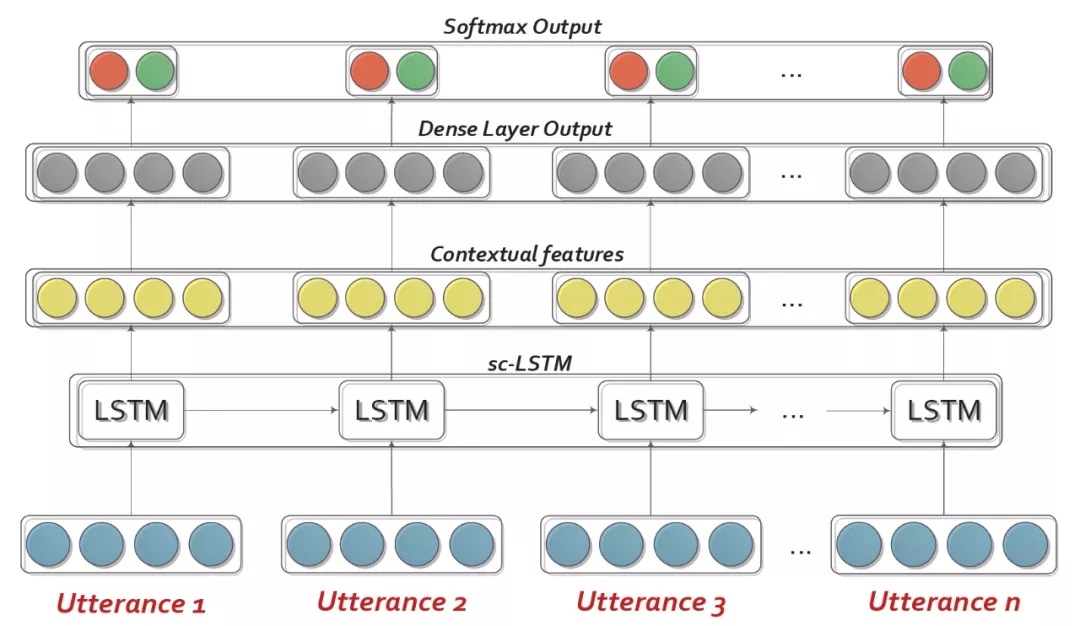 Softmax Output
...
Dense Layer Output
...
Contextual features
...
sc-LSTM
LSTM LSTM LSTM ... LSTM
...
Utterance 1 Utterance 2 Utterance 3 Utterance n